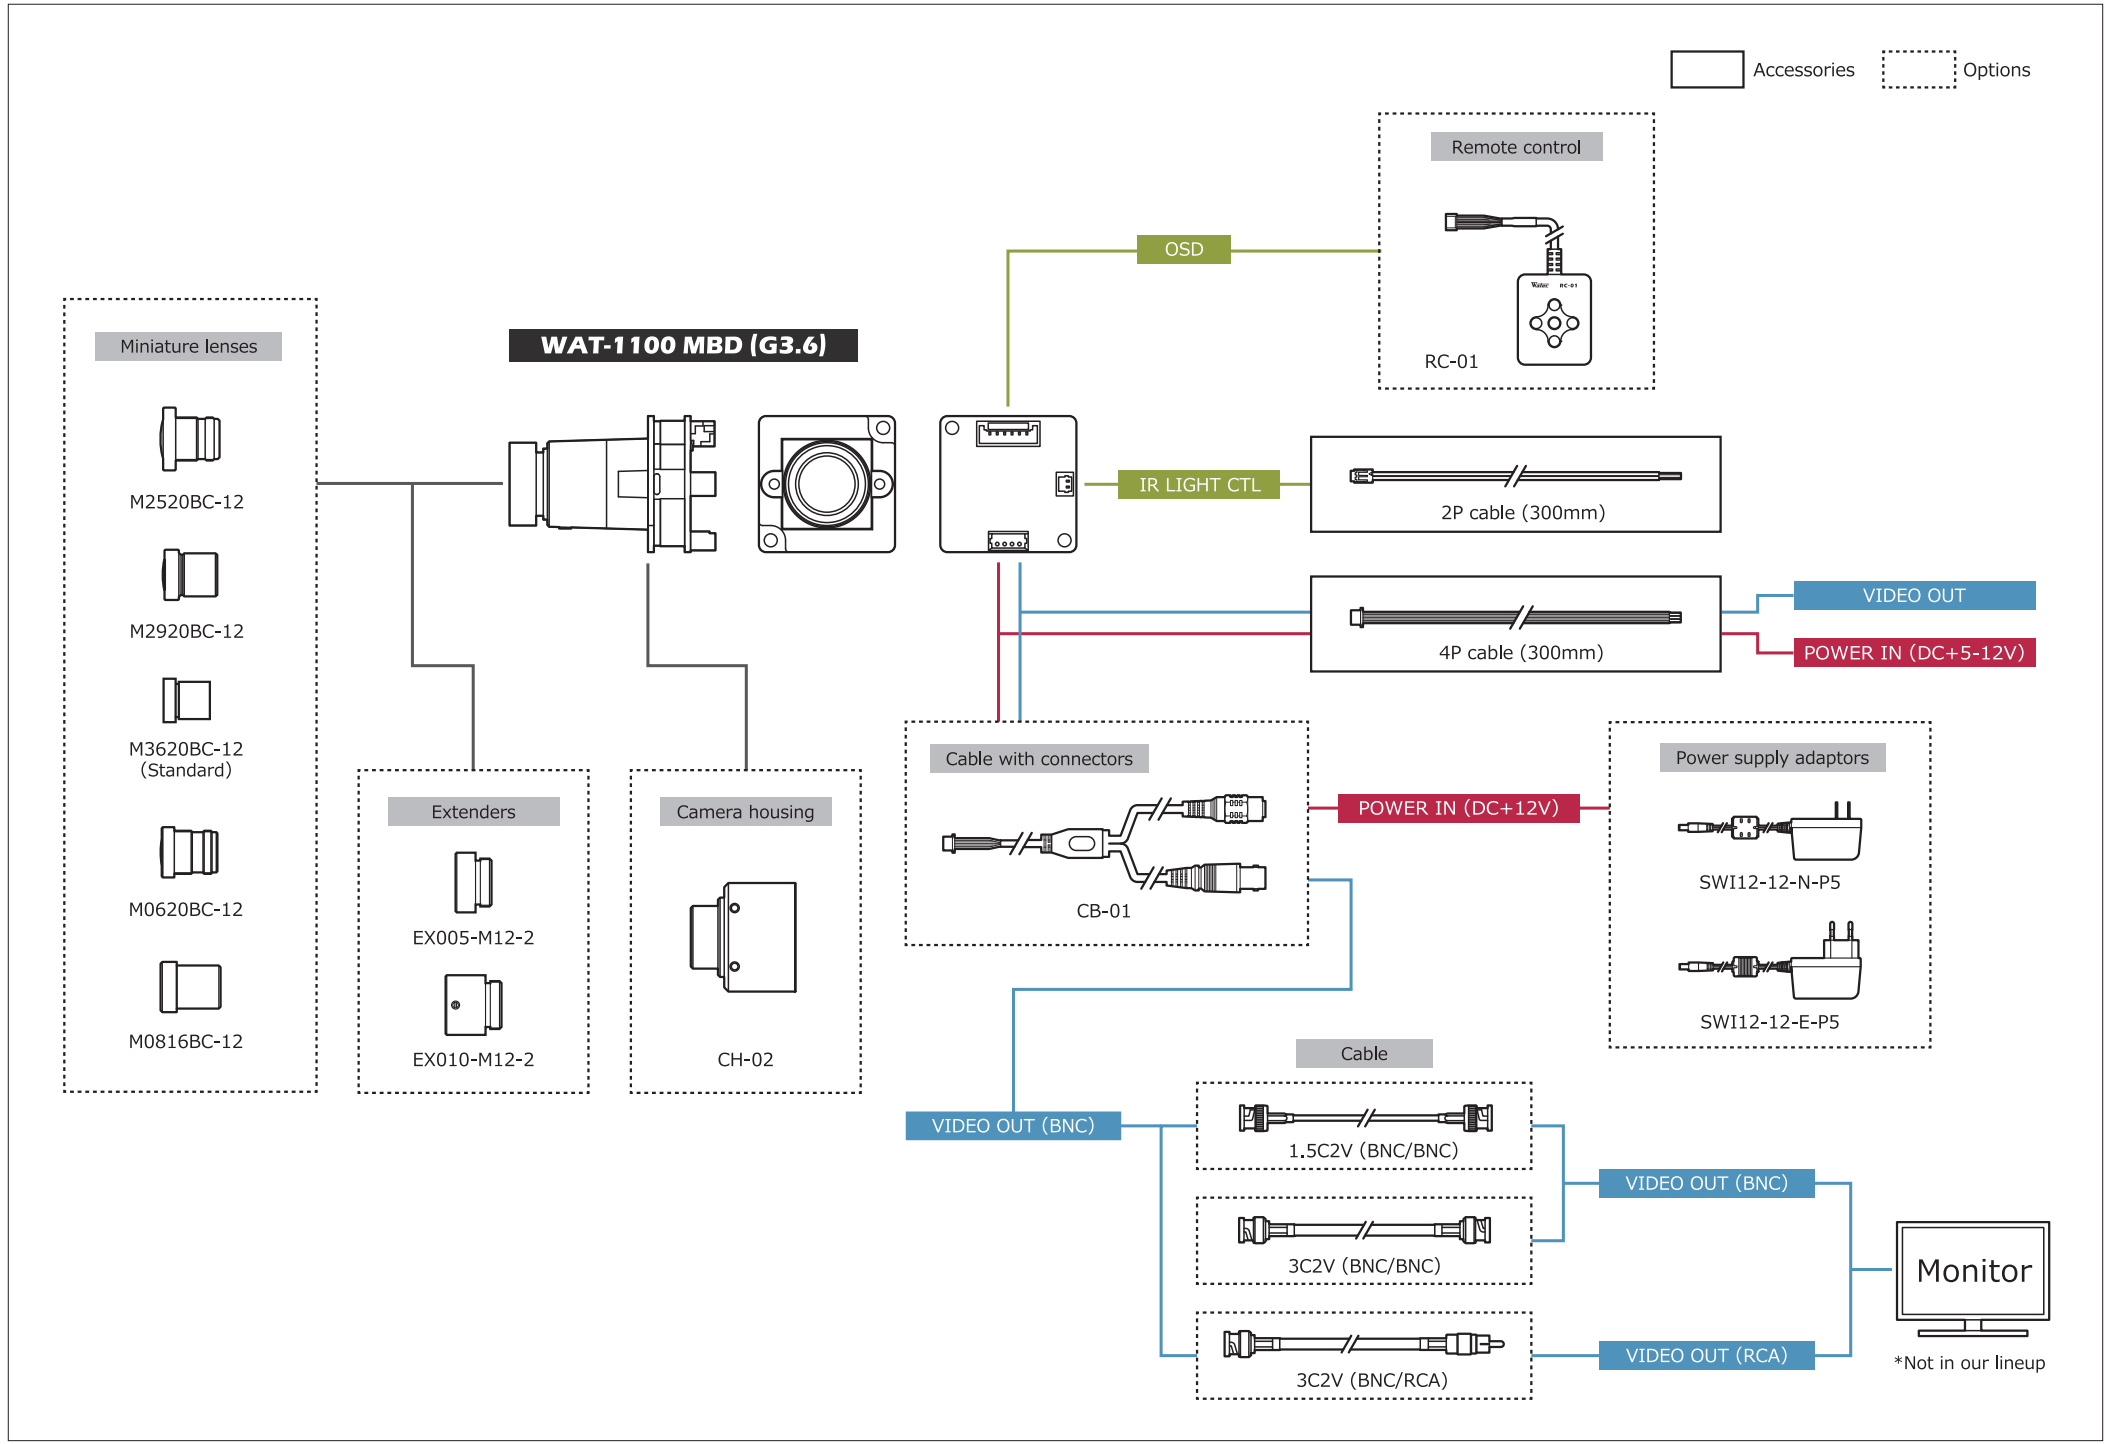 Accessories
Options
Remote control
Watec RC-01
RC-01
OSD
Miniature lenses
M2520BC-12
M2920BC-12
M3620BC-12
(Standard)
M0620BC-12
M0816BC-12
WAT-1100 MBD (G3.6)
IR LIGHT CTL
2P cable (300mm)
4P cable (300mm)
VIDEO OUT
POWER IN (DC+5-12V)
Extenders
EX005-M12-2
EX010-M12-2
Camera housing
CH-02
Cable with connectors
CB-01
POWER IN (DC+12V)
Power supply adaptors
SWI12-12-N-P5
SWI12-12-E-P5
Cable
VIDEO OUT (BNC)
1.5C2V (BNC/BNC)
3C2V (BNC/BNC)
3C2V (BNC/RCA)
VIDEO OUT (BNC)
VIDEO OUT (RCA)
Monitor
*Not in our lineup